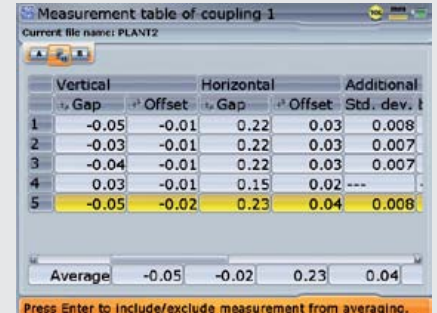 Measurement table of coupling 1
Current file name: PLANT2
A B
Vertical Horizontal Additional
Gap Offset Gap Offset Std. dev.
1 -0.05 -0.01 0.22 0.03 0.008
2 -0.03 -0.01 0.22 0.03 0.007
3 -0.04 -0.01 0.22 0.03 0.007
4 0.03 -0.01 0.15 0.02 ---
5 -0.05 -0.02 0.23 0.04 0.008
Average -0.05 -0.02 0.23 0.04
Press Enter to include/exclude measurement from averaging.